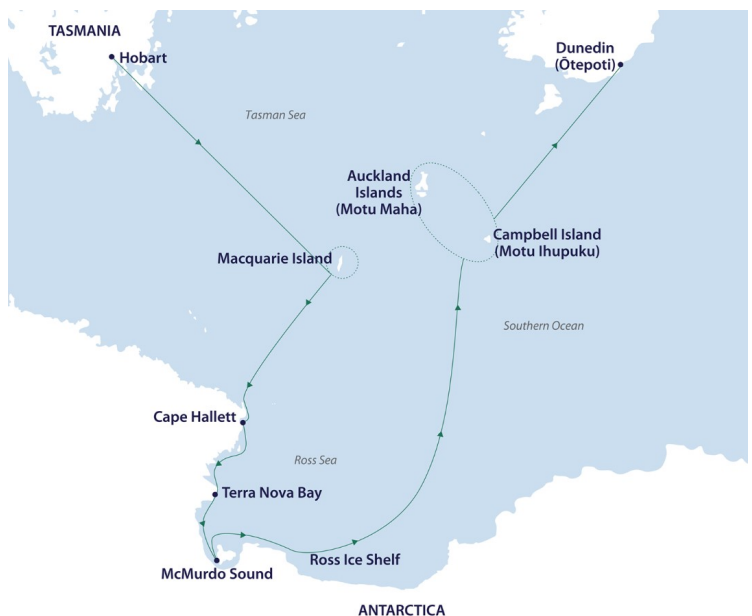 TASMANIA
Hobart
Dunedin
(Ōtepoti)
Tasman Sea
Auckland
Islands
(Motu Maha)
Campbell Island
(Motu Ihupuku)
Macquarie Island
Southern Ocean
Cape Hallett
Ross Sea
Terra Nova Bay
Ross Ice Shelf
McMurdo Sound
ANTARCTICA